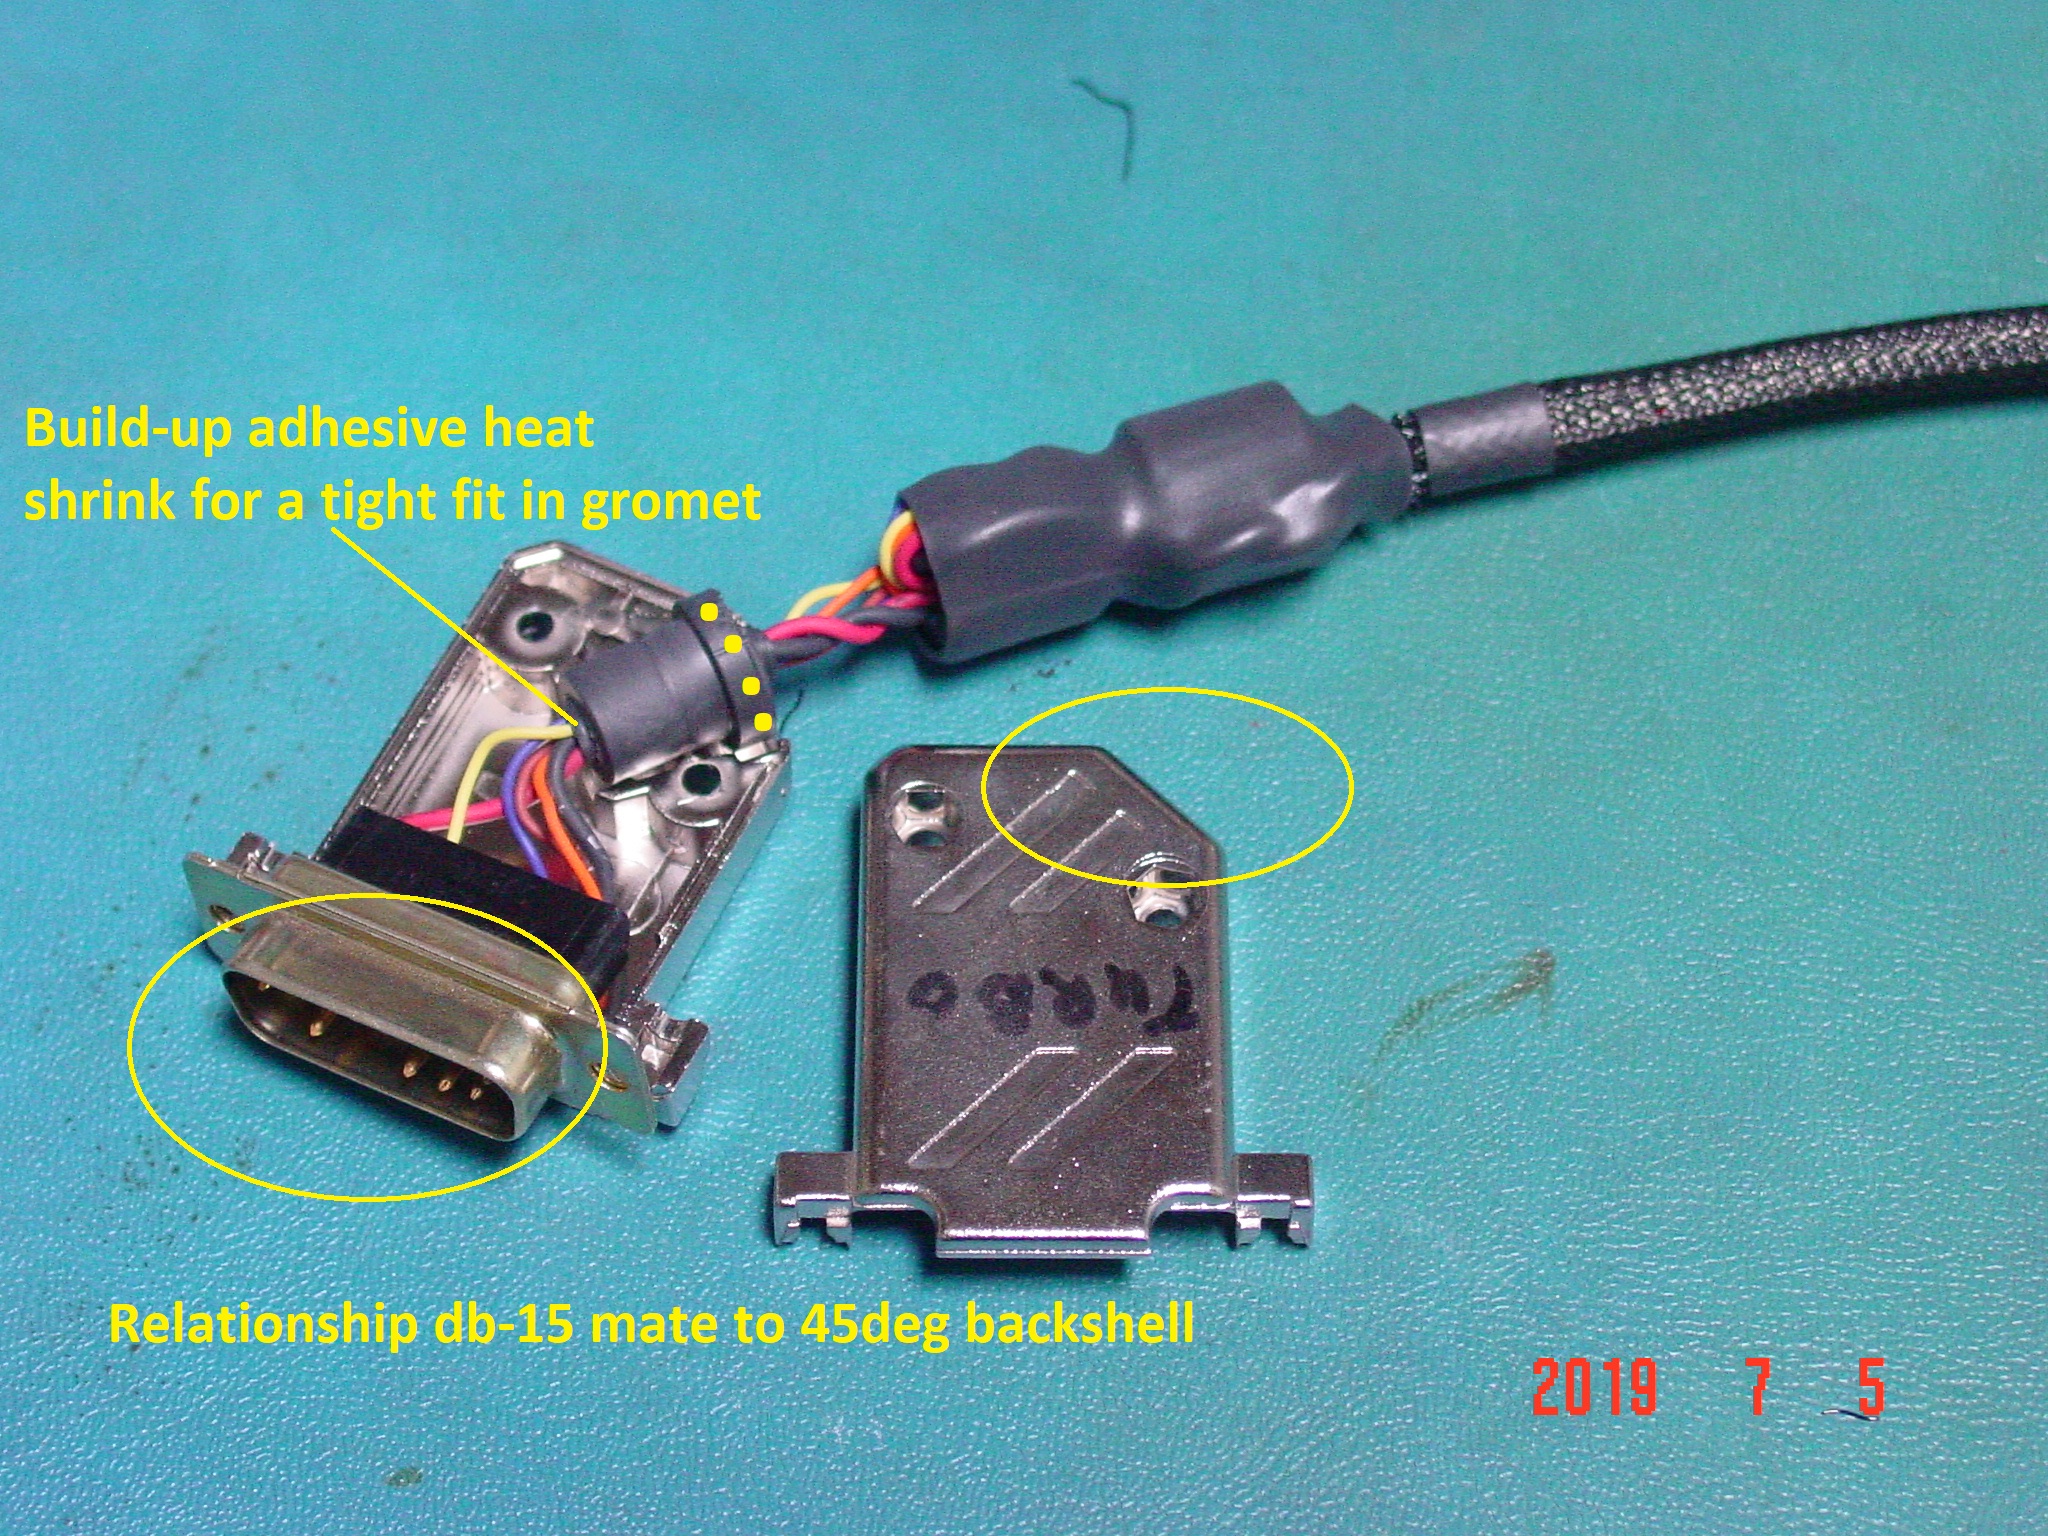 Build-up adhesive heat
shrink for a tight fit in gromet
TURBO
Relationship db-15 mate to 45deg backshell
2019 7 5